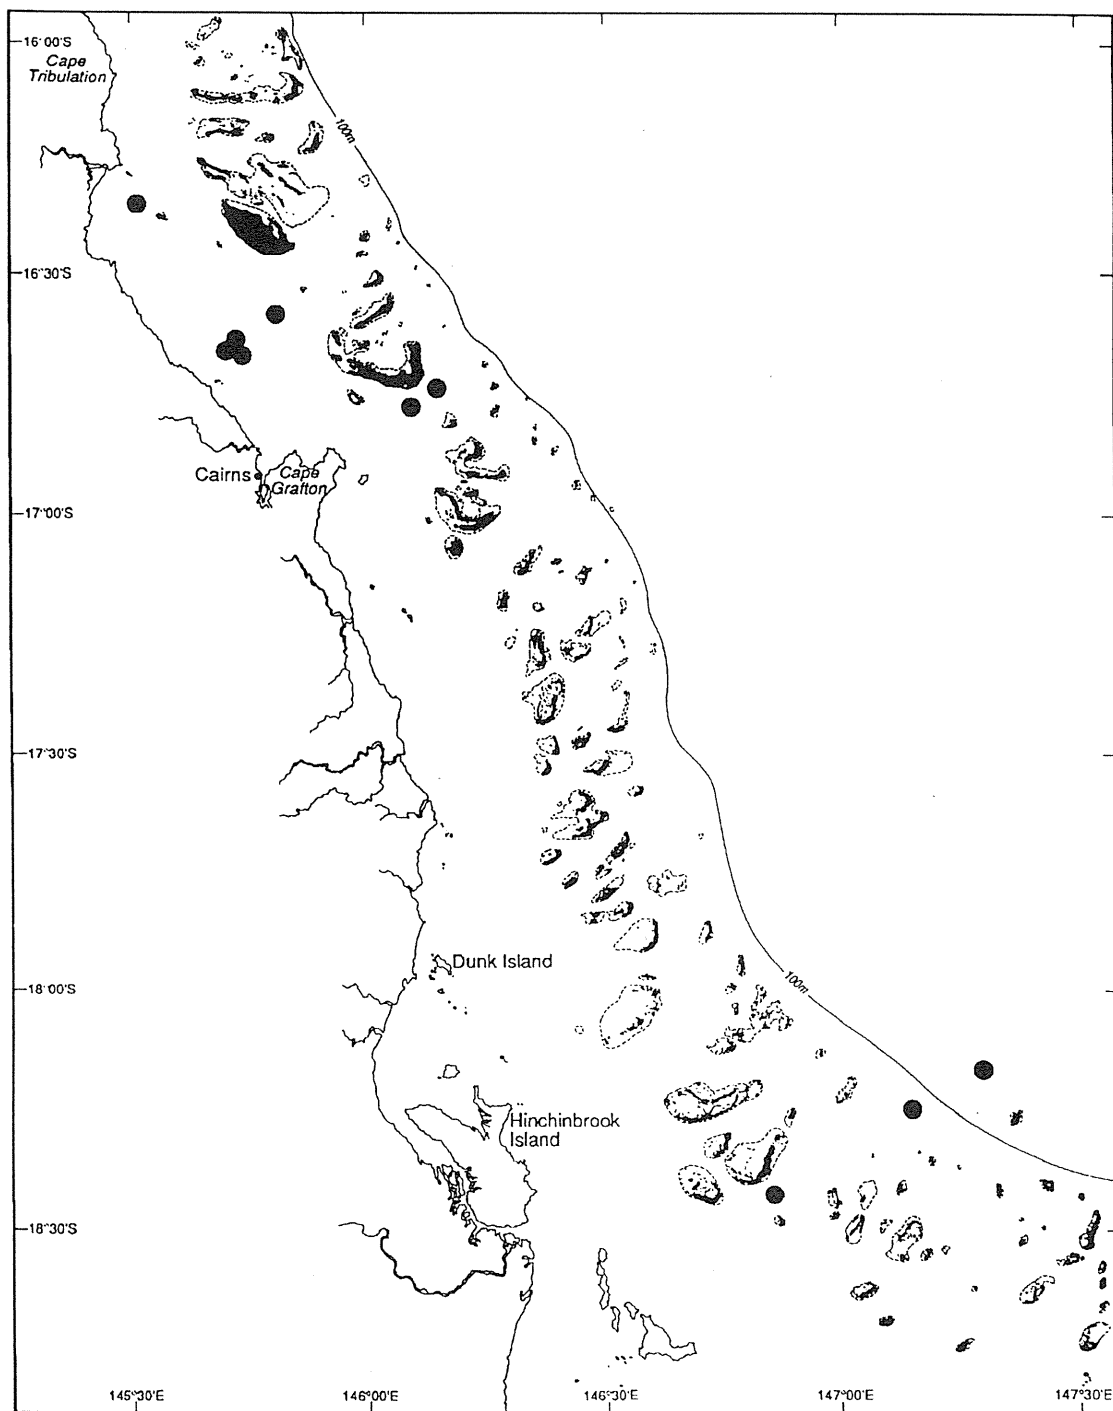 16°00'S
Cape
Tribulation
100m
16°30'S
Cairns
Cape
Grafton
17°00'S
17°30'S
Dunk Island
18°00'S
100m
Hinchinbrook
Island
18°30'S
145°30'E
146°00'E
146°30'E
147°00'E
147°30'E